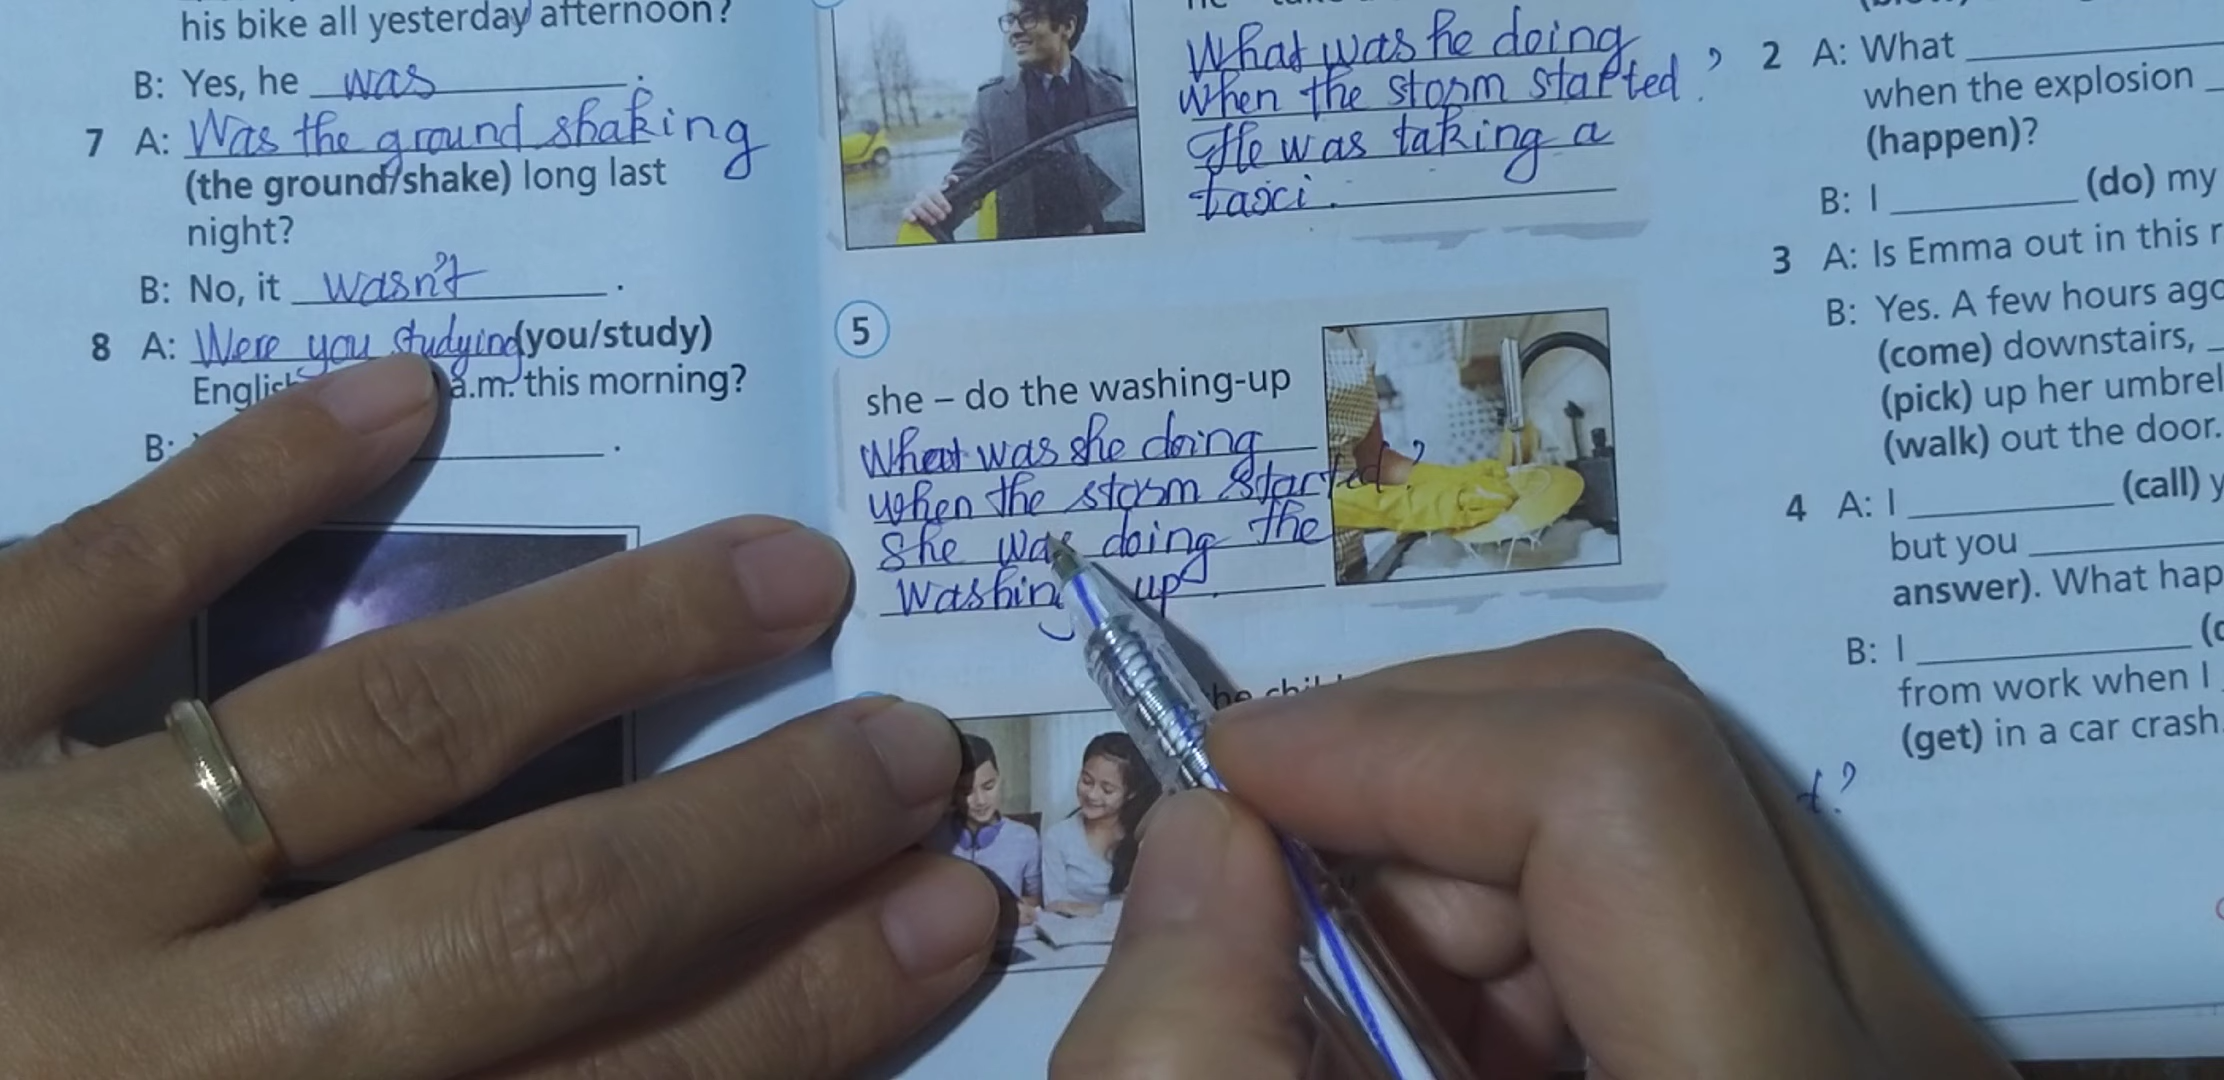 his bike all yesterday afternoon?
B: Yes, he was .
7 A: Was the ground shaking
(the ground/shake) long last
night?
B: No, it wasn't .
8 A: Were you studying (you/study)
a.m. this morning?
B: .
What was he doing
when the storm started?
He was taking a
taxi.
5
she – do the washing-up
What was she doing
when the storm started?
She was doing the
washing up.
2 A: What
when the explosion
(happen)?
B: I (do) my
3 A: Is Emma out in this
B: Yes. A few hours
(come) downstairs,
(pick) up her
(walk) out the door.
4 A: I (call)
but you
answer). What
B: I
from work when I
(get) in a car crash